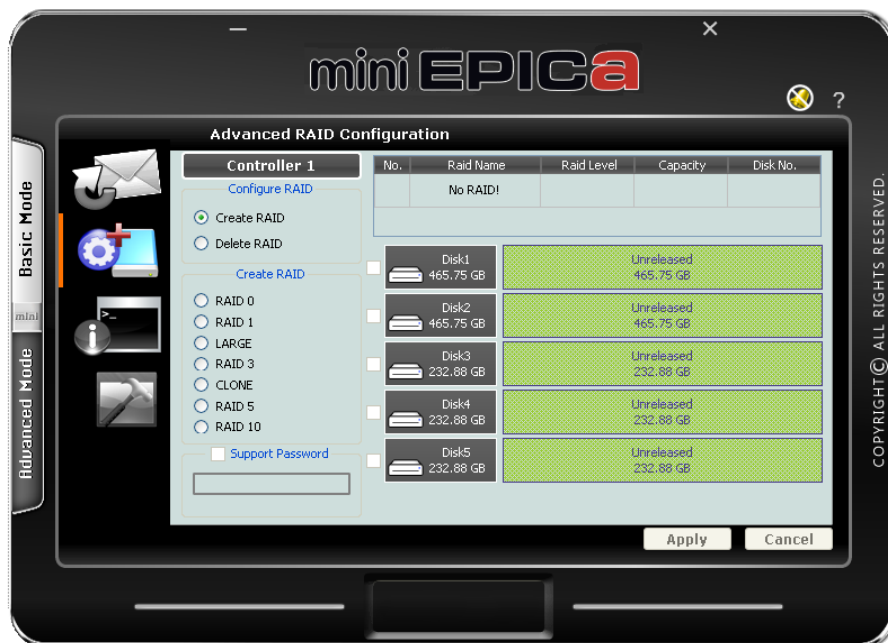 mini EPICa
?
Advanced RAID Configuration
Basic Mode
mini
Advanced Mode
Controller 1
Configure RAID
Create RAID
Delete RAID
Create RAID
RAID 0
RAID 1
LARGE
RAID 3
CLONE
RAID 5
RAID 10
Support Password
No. Raid Name Raid Level Capacity Disk No.
No RAID!
Disk1 Unreleased
465.75 GB 465.75 GB
Disk2 Unreleased
465.75 GB 465.75 GB
Disk3 Unreleased
232.88 GB 232.88 GB
Disk4 Unreleased
232.88 GB 232.88 GB
Disk5 Unreleased
232.88 GB 232.88 GB
Apply Cancel
COPYRIGHT© ALL RIGHTS RESERVED.